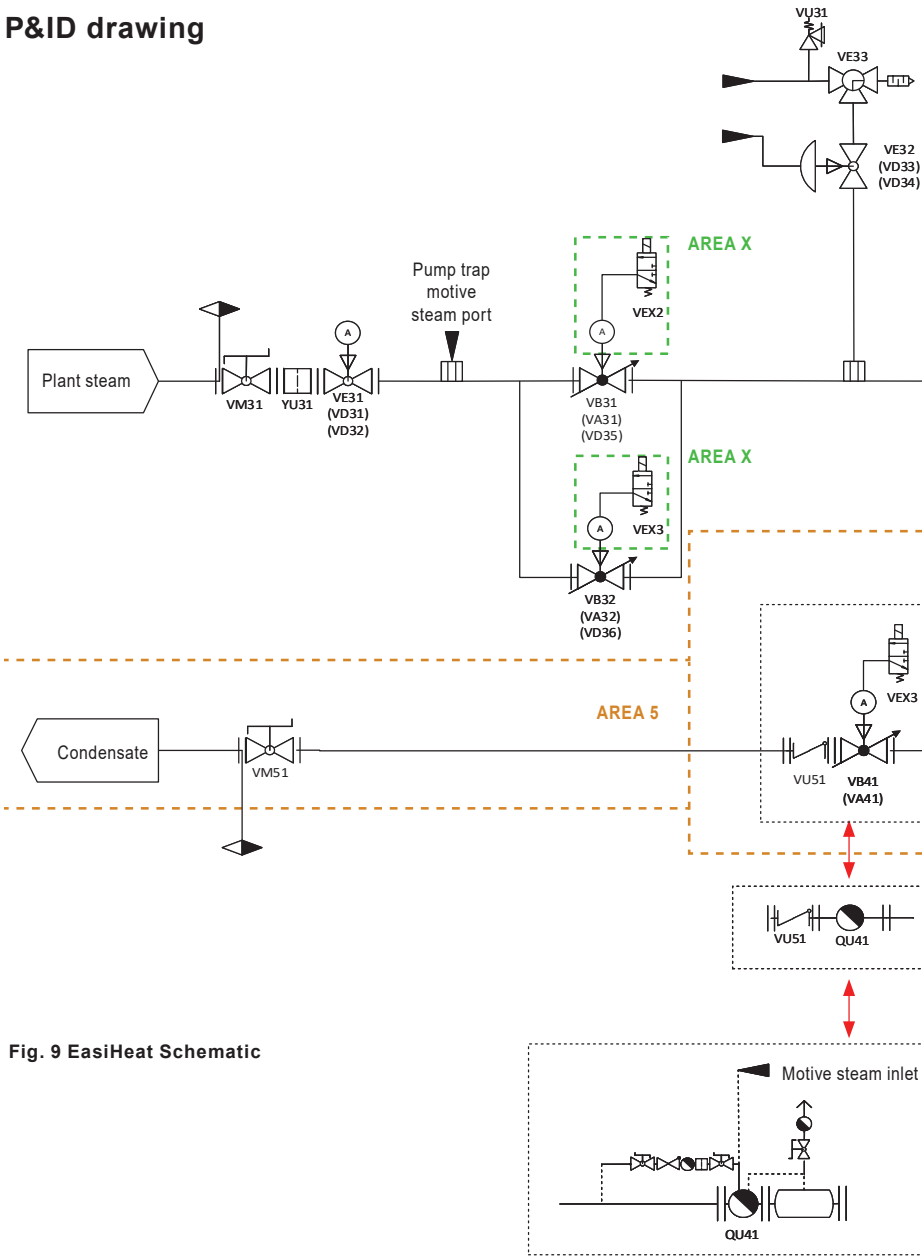 P&ID drawing
VU31
VE33
VE32
(VD33)
(VD34)
AREA X
VEX2
A
Pump trap
motive
steam port
A
Plant steam
VM31
YU31
VE31
(VD31)
(VD32)
VB31
(VA31)
(VD35)
AREA X
VEX3
A
VB32
(VA32)
(VD36)
AREA 5
VEX3
A
Condensate
VM51
VU51
VB41
(VA41)
VU51
QU41
Fig. 9 EasiHeat Schematic
Motive steam inlet
QU41